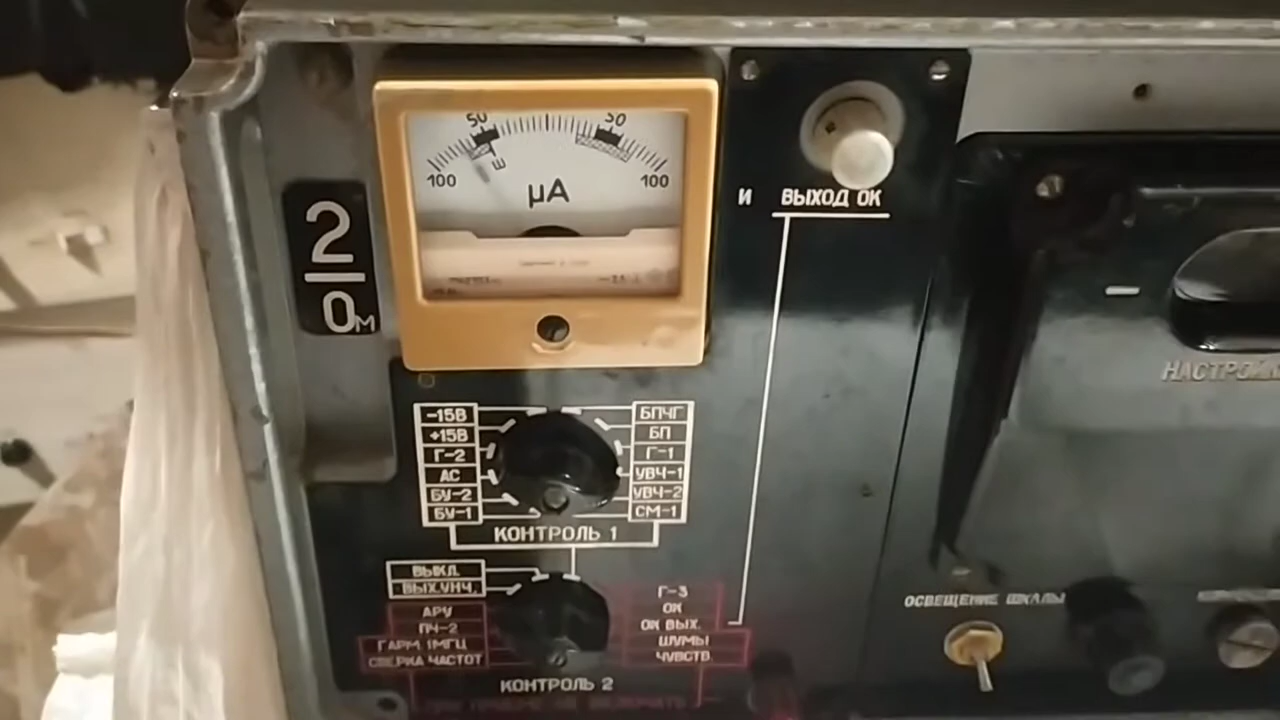 50
50
100
100
μA
2
0М
И ВЫХОД ОК
НАСТРОЙК
-15В
+15В
Г-2
АС
БУ-2
БУ-1
БПЧГ
БП
Г-1
УВЧ-1
УВЧ-2
СМ-1
КОНТРОЛЬ 1
ВЫКЛ.
ВЫХ.УНЧ.
АРУ
ПЧ-2
ГАРМ.1МГЦ
СВЕРКА ЧАСТОТ
Г-3
ОК
ОК ВЫХ.
ШУМЫ
ЧУВСТВ.
КОНТРОЛЬ 2
ОСВЕЩЕНИЕ ШКАЛЫ